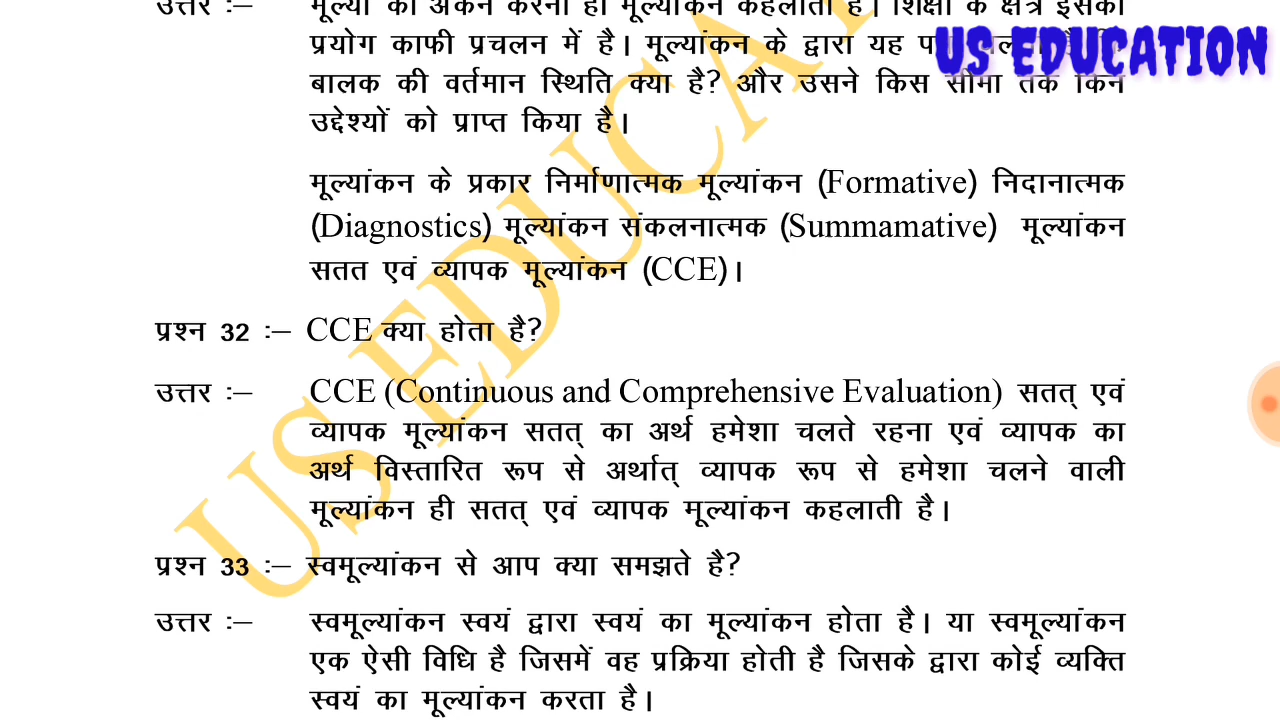 उत्तर :– मूल्यों का अंकन करना ही मूल्यांकन कहलाता है। शिक्षा के क्षेत्र इसका
प्रयोग काफी प्रचलन में है। मूल्यांकन के द्वारा यह
US EDUCATION
बालक की वर्तमान स्थिति क्या है? और उसने किस सीमा तक किन
उद्देश्यों को प्राप्त किया है।
मूल्यांकन के प्रकार निर्माणात्मक मूल्यांकन (Formative) निदानात्मक
(Diagnostics) मूल्यांकन संकलनात्मक (Summamative) मूल्यांकन
सतत एवं व्यापक मूल्यांकन (CCE)।
प्रश्न 32 :– CCE क्या होता है?
उत्तर :– CCE (Continuous and Comprehensive Evaluation) सतत् एवं
व्यापक मूल्यांकन सतत् का अर्थ हमेशा चलते रहना एवं व्यापक का
अर्थ विस्तारित रूप से अर्थात् व्यापक रूप से हमेशा चलने वाली
मूल्यांकन ही सतत् एवं व्यापक मूल्यांकन कहलाती है।
प्रश्न 33 :– स्वमूल्यांकन से आप क्या समझते है?
उत्तर :– स्वमूल्यांकन स्वयं द्वारा स्वयं का मूल्यांकन होता है। या स्वमूल्यांकन
एक ऐसी विधि है जिसमें वह प्रक्रिया होती है जिसके द्वारा कोई व्यक्ति
स्वयं का मूल्यांकन करता है।
US EDUCA